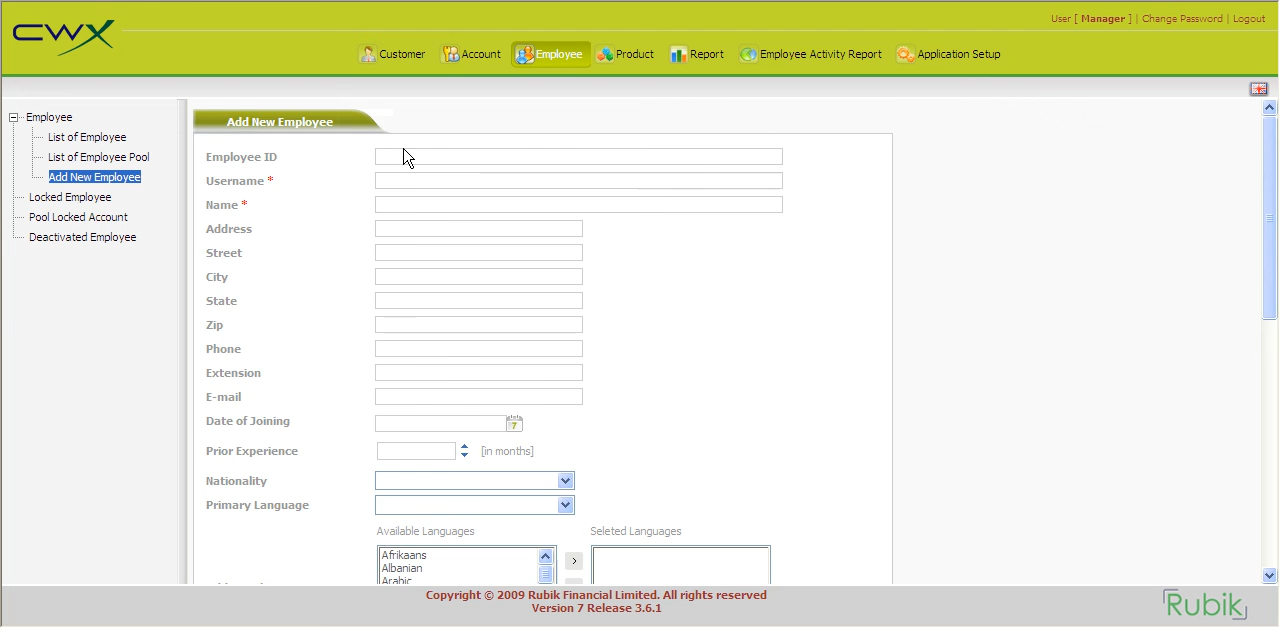 CWX
User [ Manager ] | Change Password | Logout
Customer Account Employee Product Report Employee Activity Report Application Setup
Employee
List of Employee
List of Employee Pool
Add New Employee
Locked Employee
Pool Locked Account
Deactivated Employee
Add New Employee
Employee ID
Username *
Name *
Address
Street
City
State
Zip
Phone
Extension
E-mail
Date of Joining 7
Prior Experience [in months]
Nationality
Primary Language
Available Languages Seleted Languages
Afrikaans >
Albanian
Arabic
Copyright © 2009 Rubik Financial Limited. All rights reserved
Version 7 Release 3.6.1
Rubik